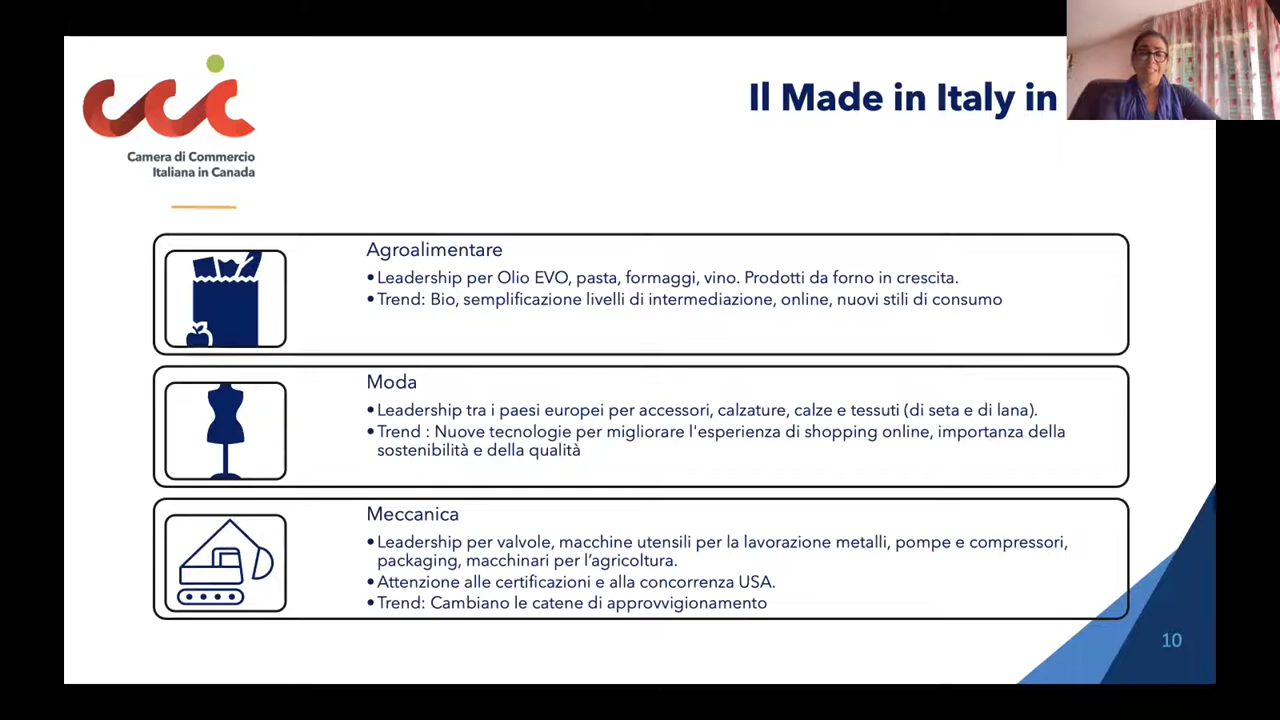 cci
Camera di Commercio
Italiana in Canada
Il Made in Italy in
Agroalimentare
•Leadership per Olio EVO, pasta, formaggi, vino. Prodotti da forno in crescita.
•Trend: Bio, semplificazione livelli di intermediazione, online, nuovi stili di consumo
Moda
•Leadership tra i paesi europei per accessori, calzature, calze e tessuti (di seta e di lana).
•Trend : Nuove tecnologie per migliorare l'esperienza di shopping online, importanza della
sostenibilità e della qualità
Meccanica
•Leadership per valvole, macchine utensili per la lavorazione metalli, pompe e compressori,
packaging, macchinari per l’agricoltura.
•Attenzione alle certificazioni e alla concorrenza USA.
•Trend: Cambiano le catene di approvvigionamento
10